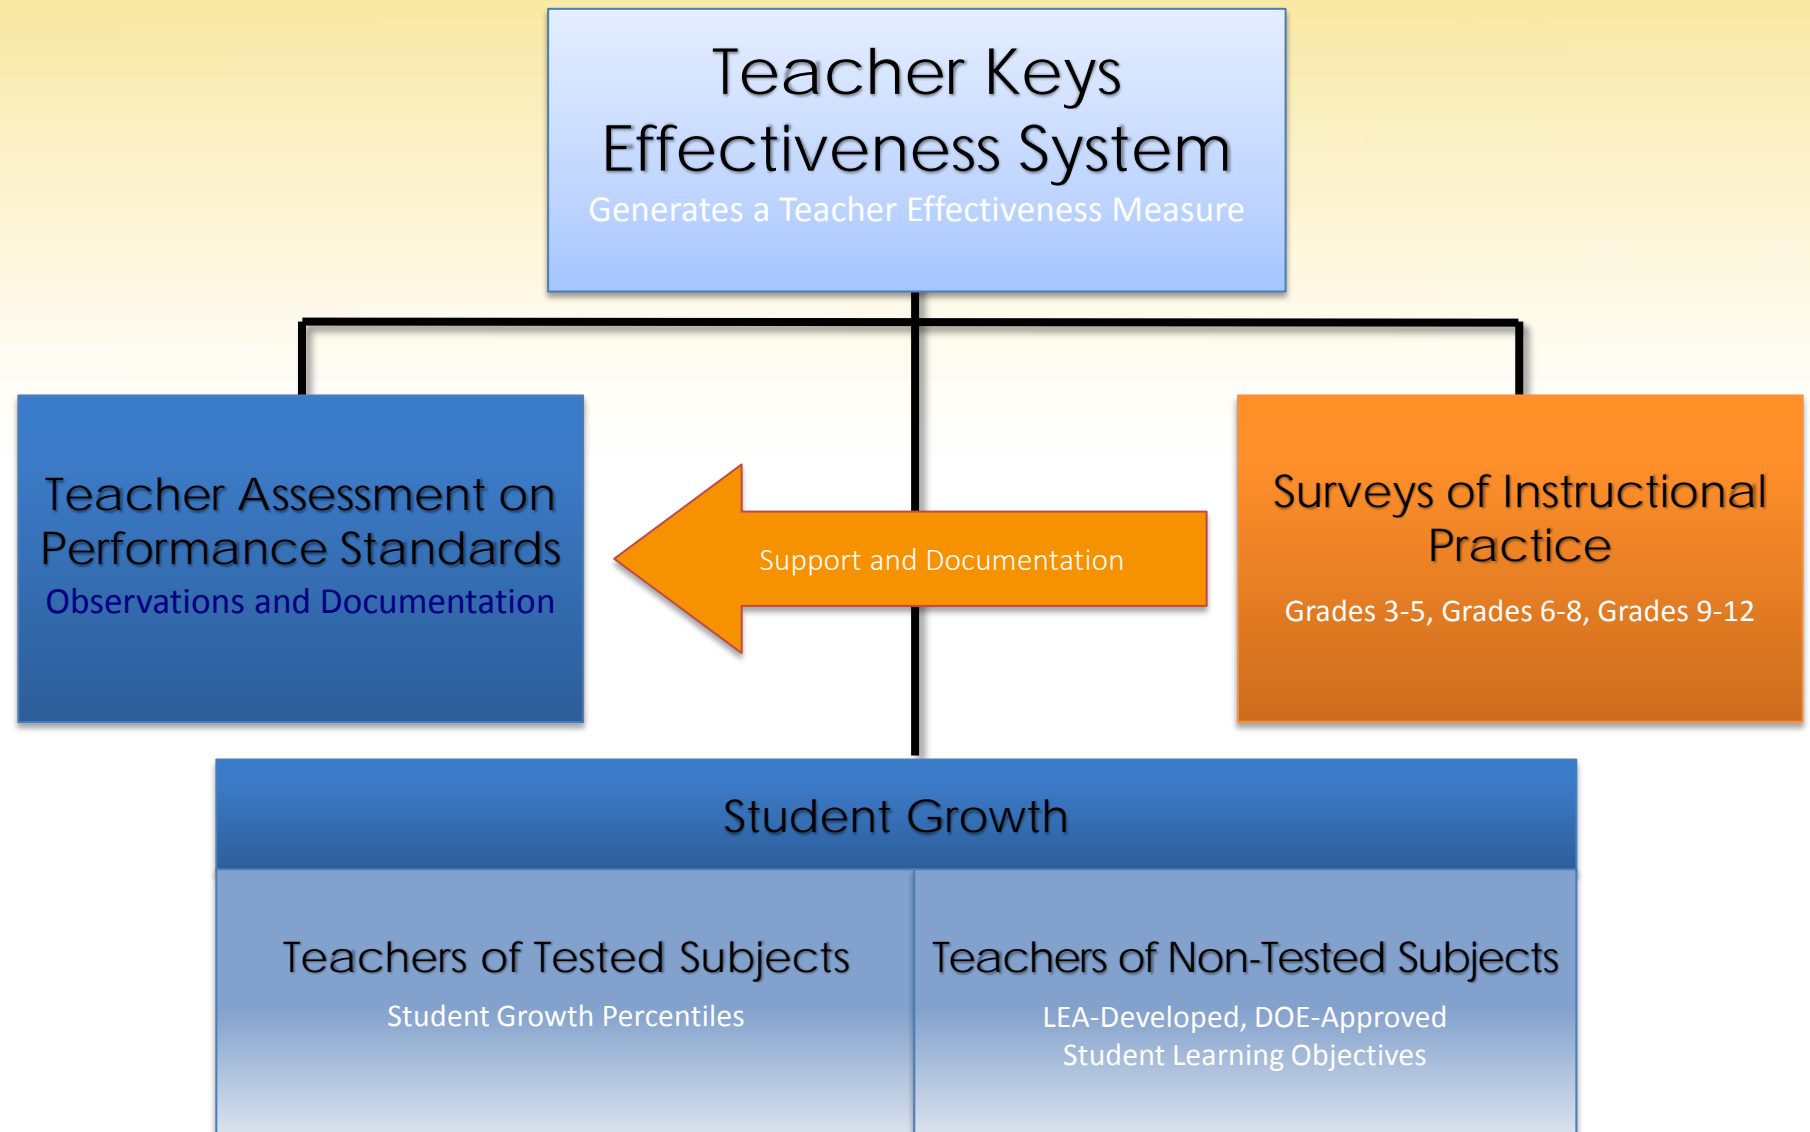 Teacher Keys
Effectiveness System
Generates a Teacher Effectiveness Measure
Teacher Assessment on
Performance Standards
Observations and Documentation
Support and Documentation
Surveys of Instructional
Practice
Grades 3-5, Grades 6-8, Grades 9-12
Student Growth
Teachers of Tested Subjects
Student Growth Percentiles
Teachers of Non-Tested Subjects
LEA-Developed, DOE-Approved
Student Learning Objectives